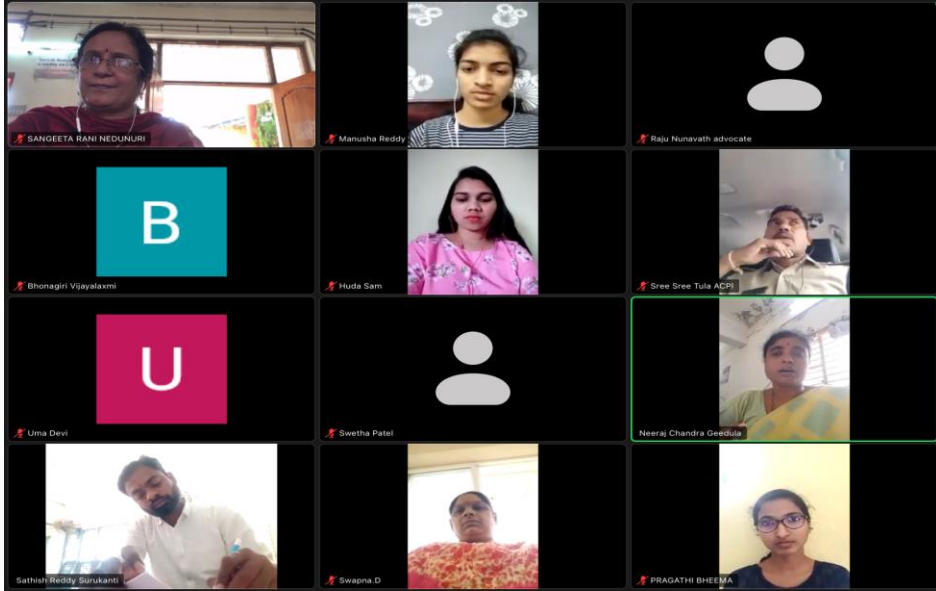 SANGEETA RANI NEDUNURI
Manusha Reddy
Raju Nunavath advocate
B
Bhonagiri Vijayalaxmi
Huda Sam
Sree Sree Tula ACPI
U
Uma Devi
Swetha Patel
Neeraj Chandra Geedula
Sathish Reddy Surukanti
Swapna.D
PRAGATHI BHEEMA